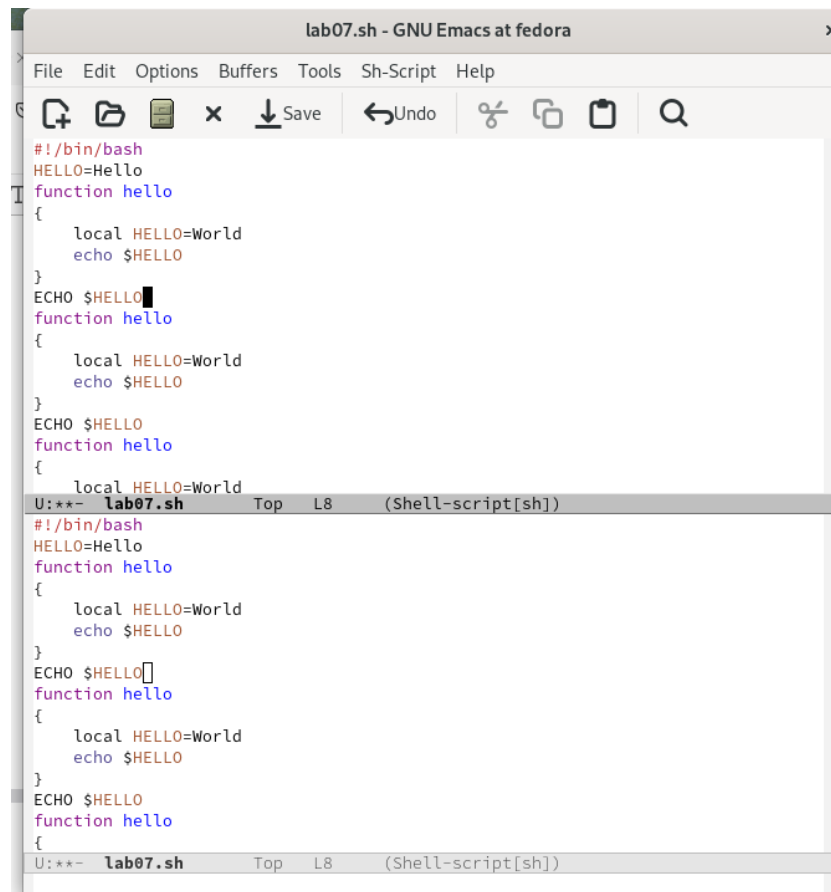 lab07.sh - GNU Emacs at fedora
File Edit Options Buffers Tools Sh-Script Help
Save Undo
#!/bin/bash
HELLO=Hello
function hello
{
    local HELLO=World
    echo $HELLO
}
ECHO $HELLO
function hello
{
    local HELLO=World
    echo $HELLO
}
ECHO $HELLO
function hello
{
    local HELLO=World
U:**-  lab07.sh       Top   L8     (Shell-script[sh])
#!/bin/bash
HELLO=Hello
function hello
{
    local HELLO=World
    echo $HELLO
}
ECHO $HELLO
function hello
{
    local HELLO=World
    echo $HELLO
}
ECHO $HELLO
function hello
{
U:**-  lab07.sh       Top   L8     (Shell-script[sh])